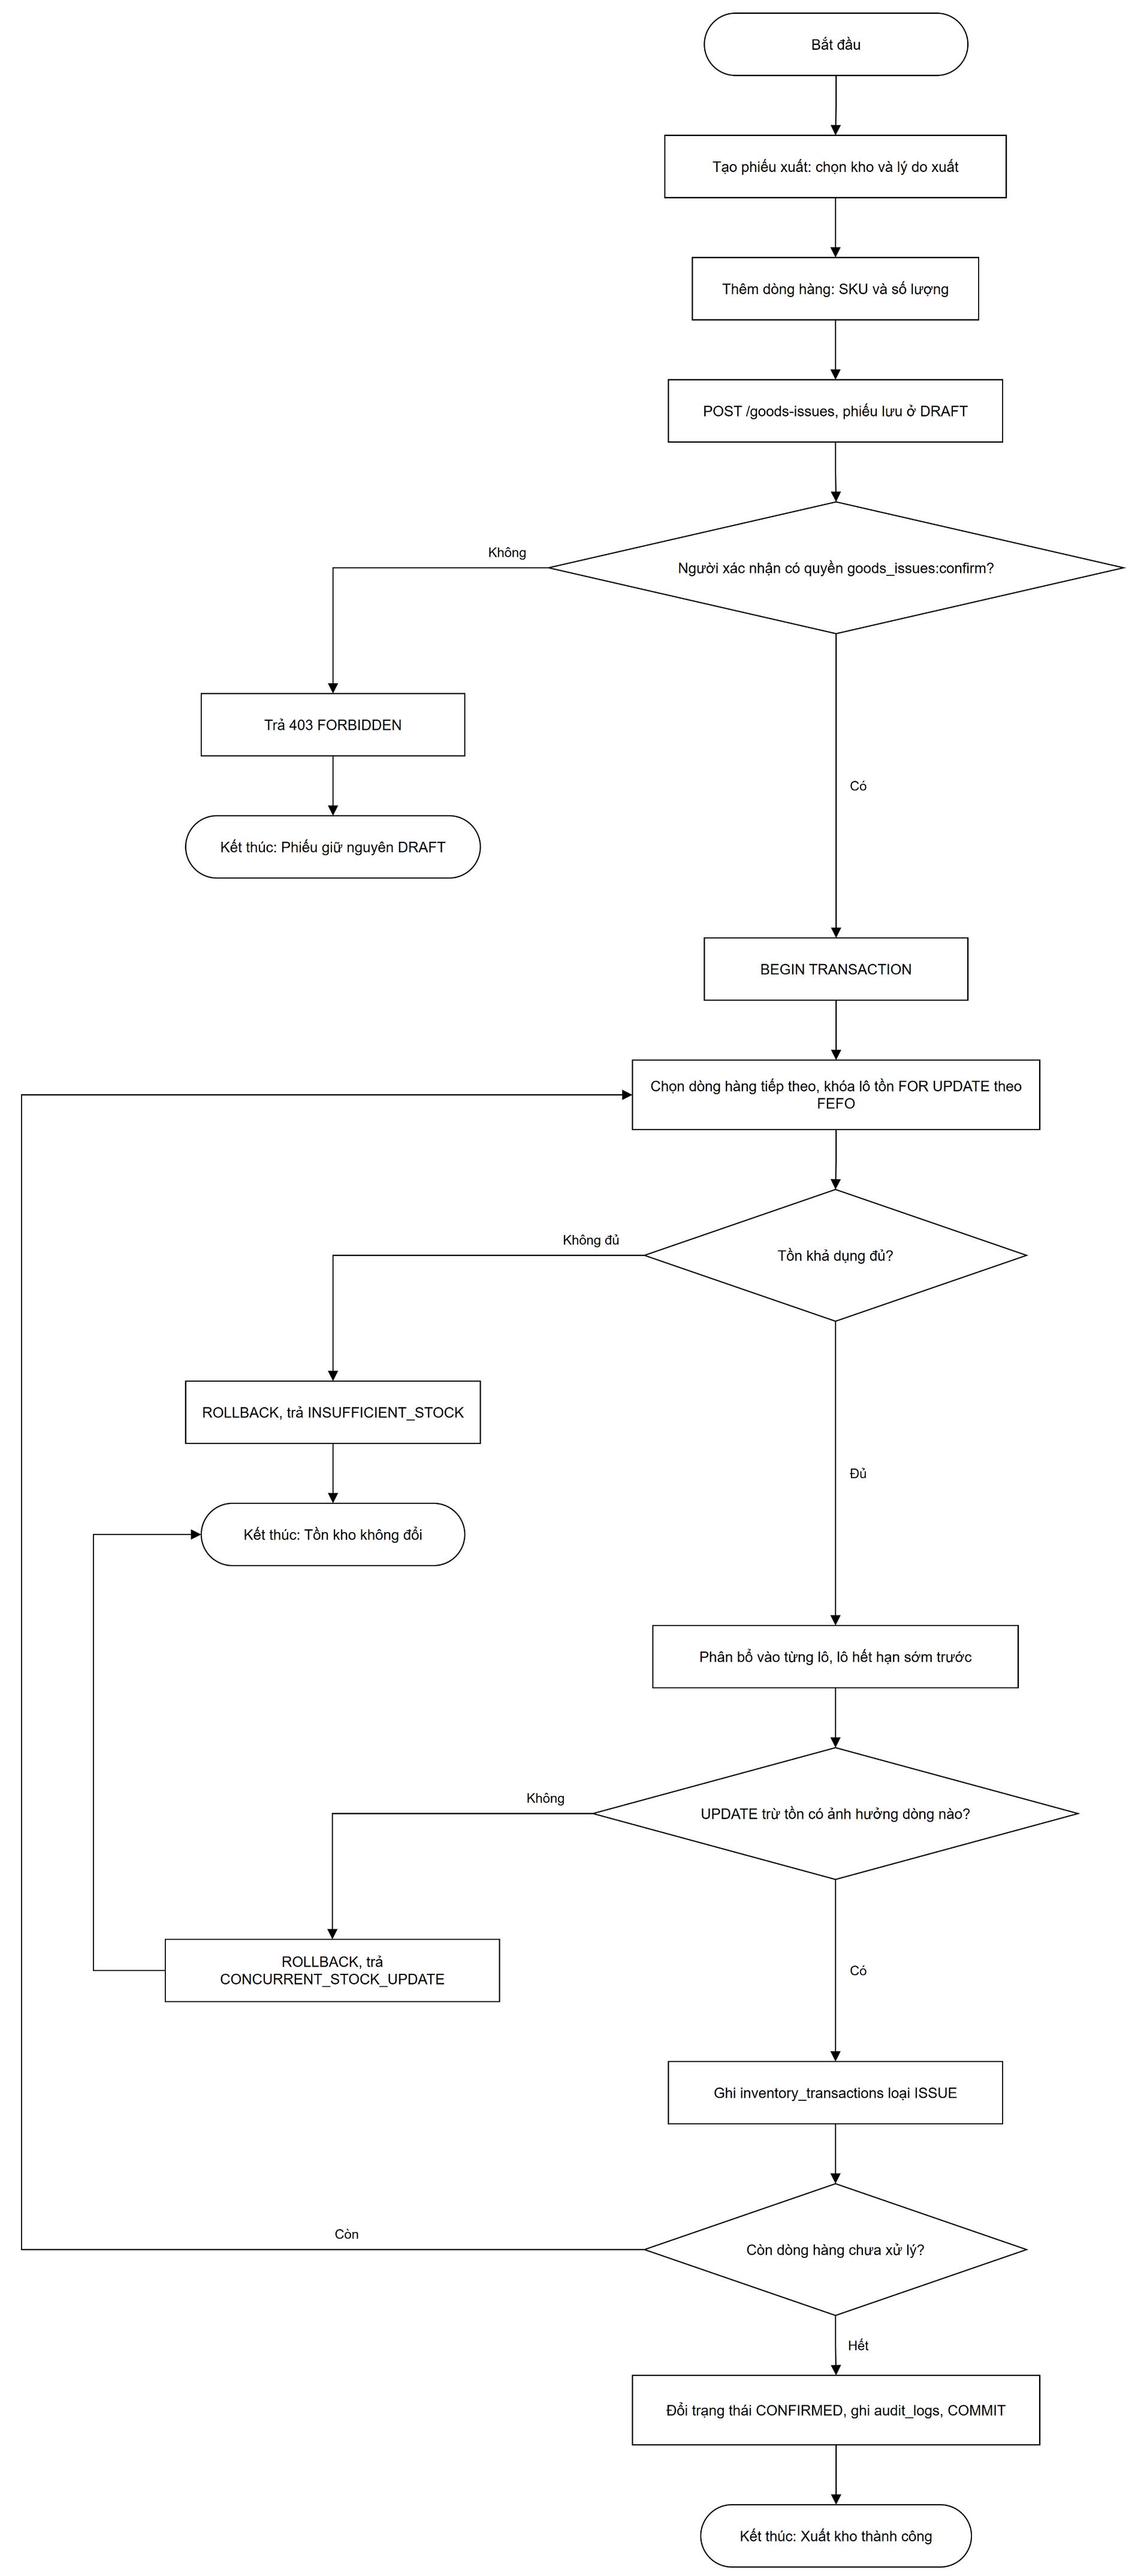 Bắt đầu
Tạo phiếu xuất: chọn kho và lý do xuất
Thêm dòng hàng: SKU và số lượng
POST /goods-issues, phiếu lưu ở DRAFT
Không
Người xác nhận có quyền goods_issues:confirm?
Trả 403 FORBIDDEN
Có
Kết thúc: Phiếu giữ nguyên DRAFT
BEGIN TRANSACTION
Chọn dòng hàng tiếp theo, khóa lô tồn FOR UPDATE theo
FEFO
Không đủ
Tồn khả dụng đủ?
ROLLBACK, trả INSUFFICIENT_STOCK
Đủ
Kết thúc: Tồn kho không đổi
Phân bổ vào từng lô, lô hết hạn sớm trước
Không
UPDATE trừ tồn có ảnh hưởng dòng nào?
ROLLBACK, trả
CONCURRENT_STOCK_UPDATE
Có
Ghi inventory_transactions loại ISSUE
Còn
Còn dòng hàng chưa xử lý?
Hết
Đổi trạng thái CONFIRMED, ghi audit_logs, COMMIT
Kết thúc: Xuất kho thành công